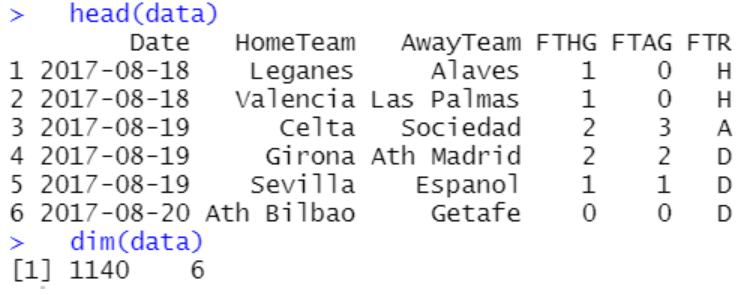 > head(data)
Date HomeTeam AwayTeam FTHG FTAG FTR
1 2017-08-18 Leganes Alaves 1 0 H
2 2017-08-18 Valencia Las Palmas 1 0 H
3 2017-08-19 Celta Sociedad 2 3 A
4 2017-08-19 Girona Ath Madrid 2 2 D
5 2017-08-19 Sevilla Espanol 1 1 D
6 2017-08-20 Ath Bilbao Getafe 0 0 D
> dim(data)
[1] 1140 6